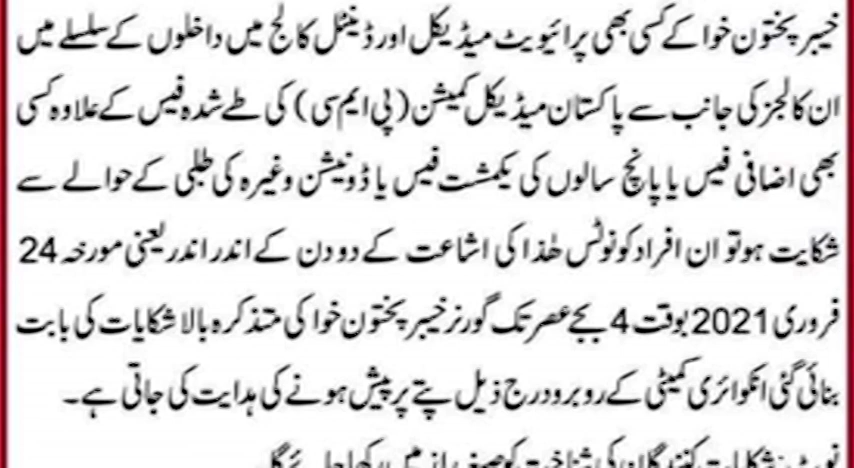 خیبر پختون خوا کے کسی بھی پرائیویٹ میڈیکل اور ڈینٹل کالج میں داخلوں کے سلسلے میں
ان کالجز کی جانب سے پاکستان میڈیکل کمیشن (پی ایم سی) کی طے شدہ فیس کے علاوہ کسی
بھی اضافی فیس یا پانچ سالوں کی یکمشت فیس یا ڈونیشن وغیرہ کی طلبی کے حوالے سے
شکایت ہو تو ان افراد کو نوٹس ھٰذا کی اشاعت کے دو دن کے اندر اندر یعنی مورخہ 24
فروری 2021 بوقت 4 بجے عصر تک گورنر خیبر پختون خوا کی متذکرہ بالا شکایات کی بابت
بنائی گئی انکوائری کمیٹی کے روبرو درج ذیل پتے پر پیش ہونے کی ہدایت کی جاتی ہے۔